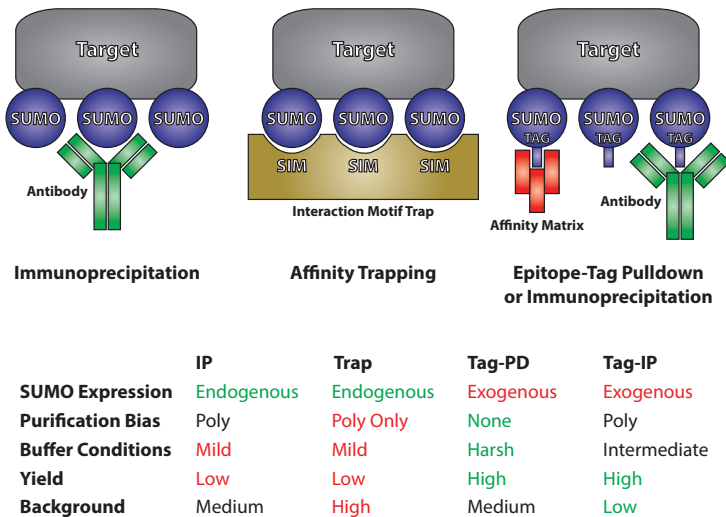 Target
Target
Target
SUMO SUMO SUMO
SUMO SUMO SUMO
SUMO SUMO SUMO
TAG TAG TAG
SIM SIM SIM
Antibody
Interaction Motif Trap
Affinity Matrix
Antibody
Immunoprecipitation
Affinity Trapping
Epitope-Tag Pulldown
or Immunoprecipitation
IP Trap Tag-PD Tag-IP
SUMO Expression Endogenous Endogenous Exogenous Exogenous
Purification Bias Poly Poly Only None Poly
Buffer Conditions Mild Mild Harsh Intermediate
Yield Low Low High High
Background Medium High Medium Low